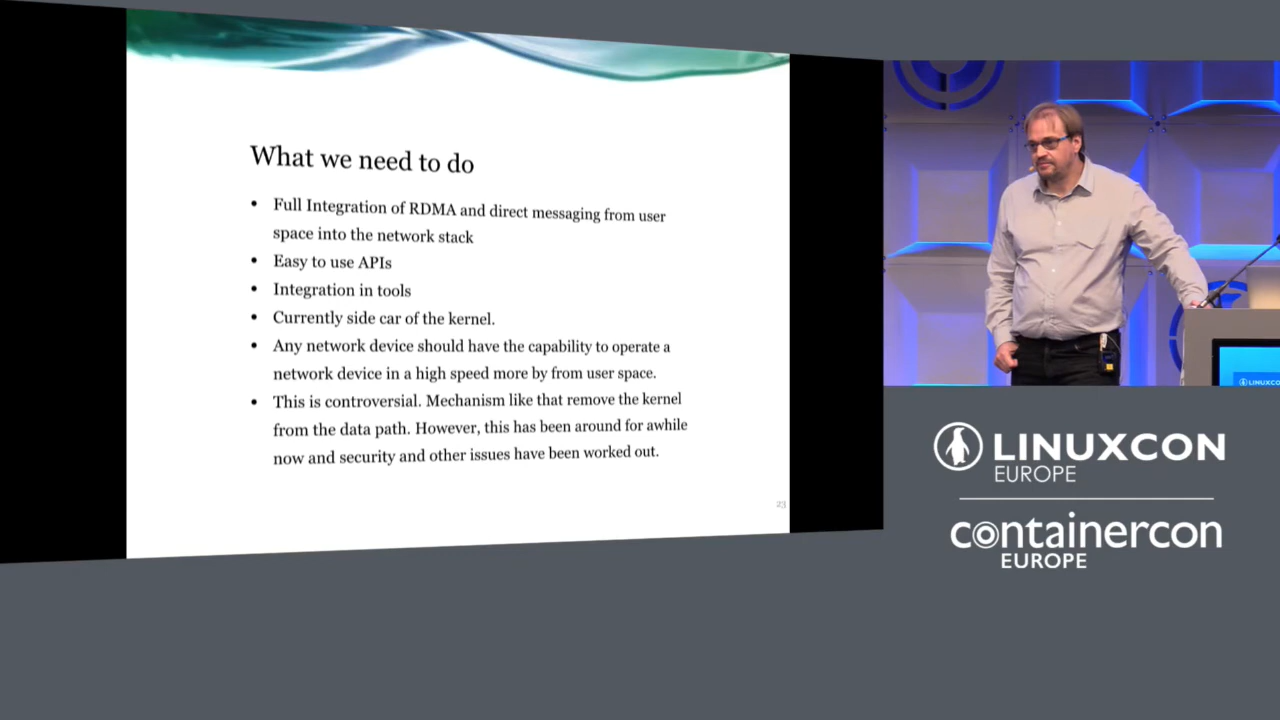 What we need to do
• Full Integration of RDMA and direct messaging from user
space into the network stack
• Easy to use APIs
• Integration in tools
• Currently side car of the kernel.
• Any network device should have the capability to operate a
network device in a high speed more by from user space.
• This is controversial. Mechanism like that remove the kernel
from the data path. However, this has been around for awhile
now and security and other issues have been worked out.
23
LINUXCON
LINUXCON
EUROPE
containercon
EUROPE